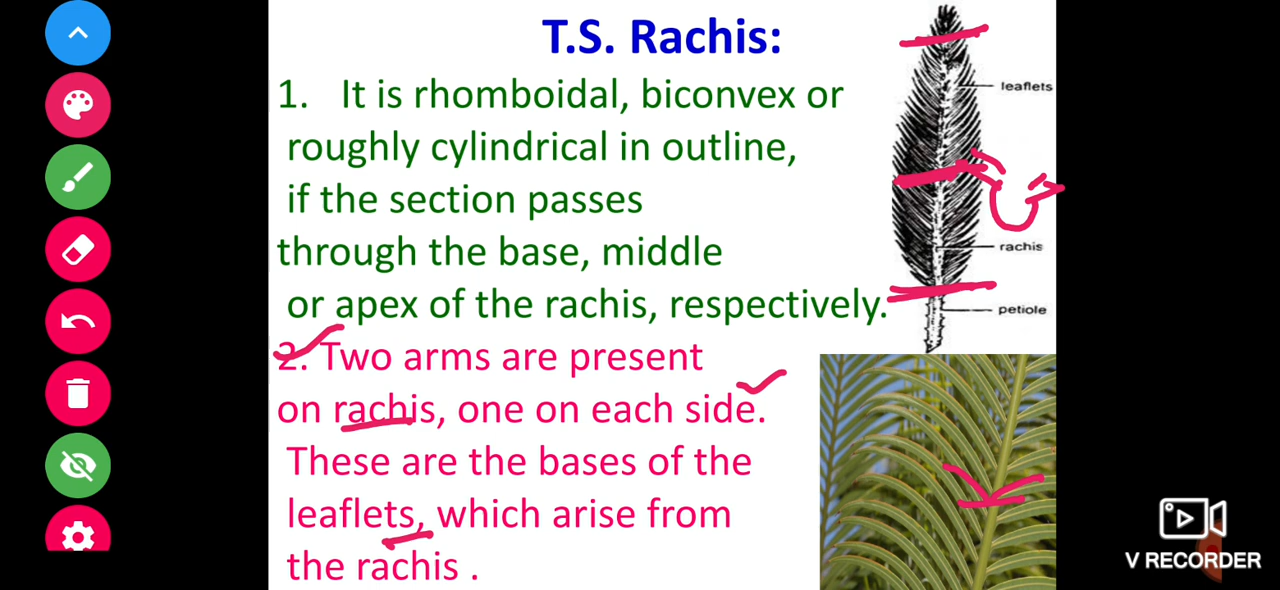 T.S. Rachis:
1. It is rhomboidal, biconvex or
roughly cylindrical in outline,
if the section passes
through the base, middle
or apex of the rachis, respectively.
2. Two arms are present
on rachis, one on each side.
These are the bases of the
leaflets, which arise from
the rachis .
leaflets
rachis
petiole
V RECORDER